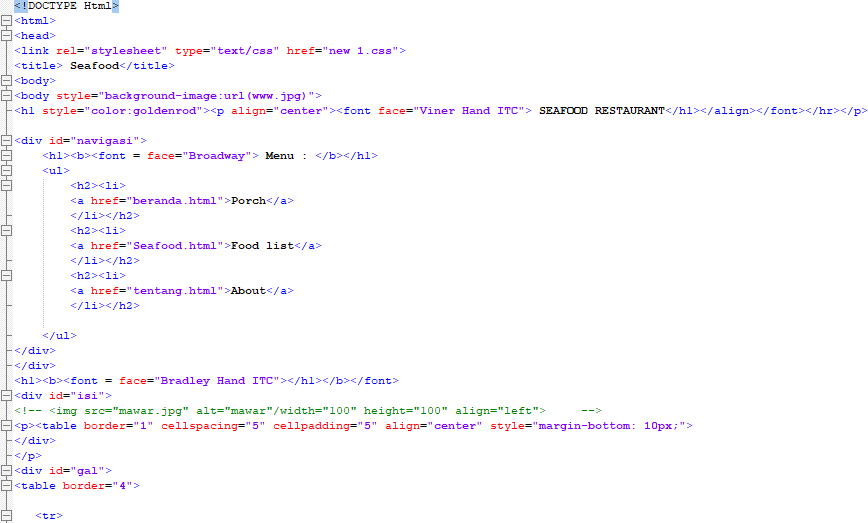 <!DOCTYPE Html>
<html>
<head>
<link rel="stylesheet" type="text/css" href="new 1.css">
<title> Seafood</title>
<body>
<body style="background-image:url(www.jpg)">
<h1 style="color:goldenrod"><p align="center"><font face="Viner Hand ITC"> SEAFOOD RESTAURANT</h1></align></font></hr></p>
<div id="navigasi">
<h1><b><font = face="Broadway"> Menu : </b></h1>
<ul>
<h2><li>
<a href="beranda.html">Porch</a>
</li></h2>
<h2><li>
<a href="Seafood.html">Food list</a>
</li></h2>
<h2><li>
<a href="tentang.html">About</a>
</li></h2>
</ul>
</div>
</div>
<h1><b><font = face="Bradley Hand ITC"></h1></b></font>
<div id="isi">
<!-- <img src="mawar.jpg" alt="mawar"/width="100" height="100" align="left">     -->
<p><table border="1" cellspacing="5" cellpadding="5" align="center" style="margin-bottom: 10px;">
</div>
</p>
<div id="gal">
<table border="4">
<tr>